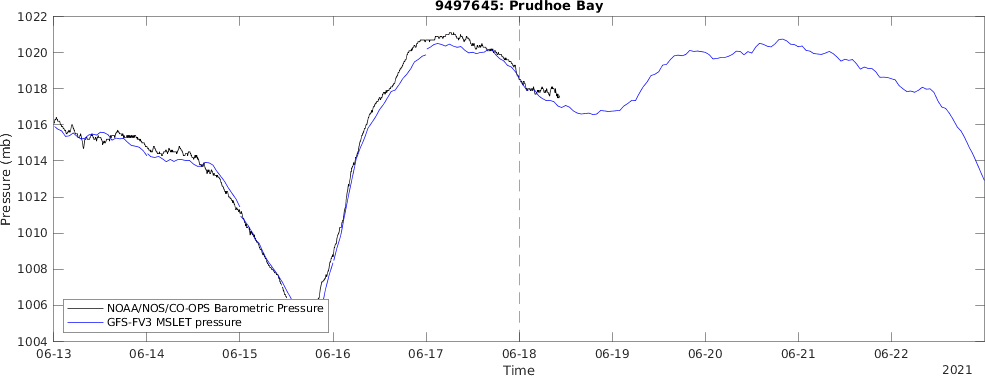 9497645: Prudhoe Bay
1022
1020
1018
1016
1014
1012
1010
1008
1006
1004
Pressure (mb)
NOAA/NOS/CO-OPS Barometric Pressure
GFS-FV3 MSLET pressure
06-13 06-14 06-15 06-16 06-17 06-18 06-19 06-20 06-21 06-22
Time
2021